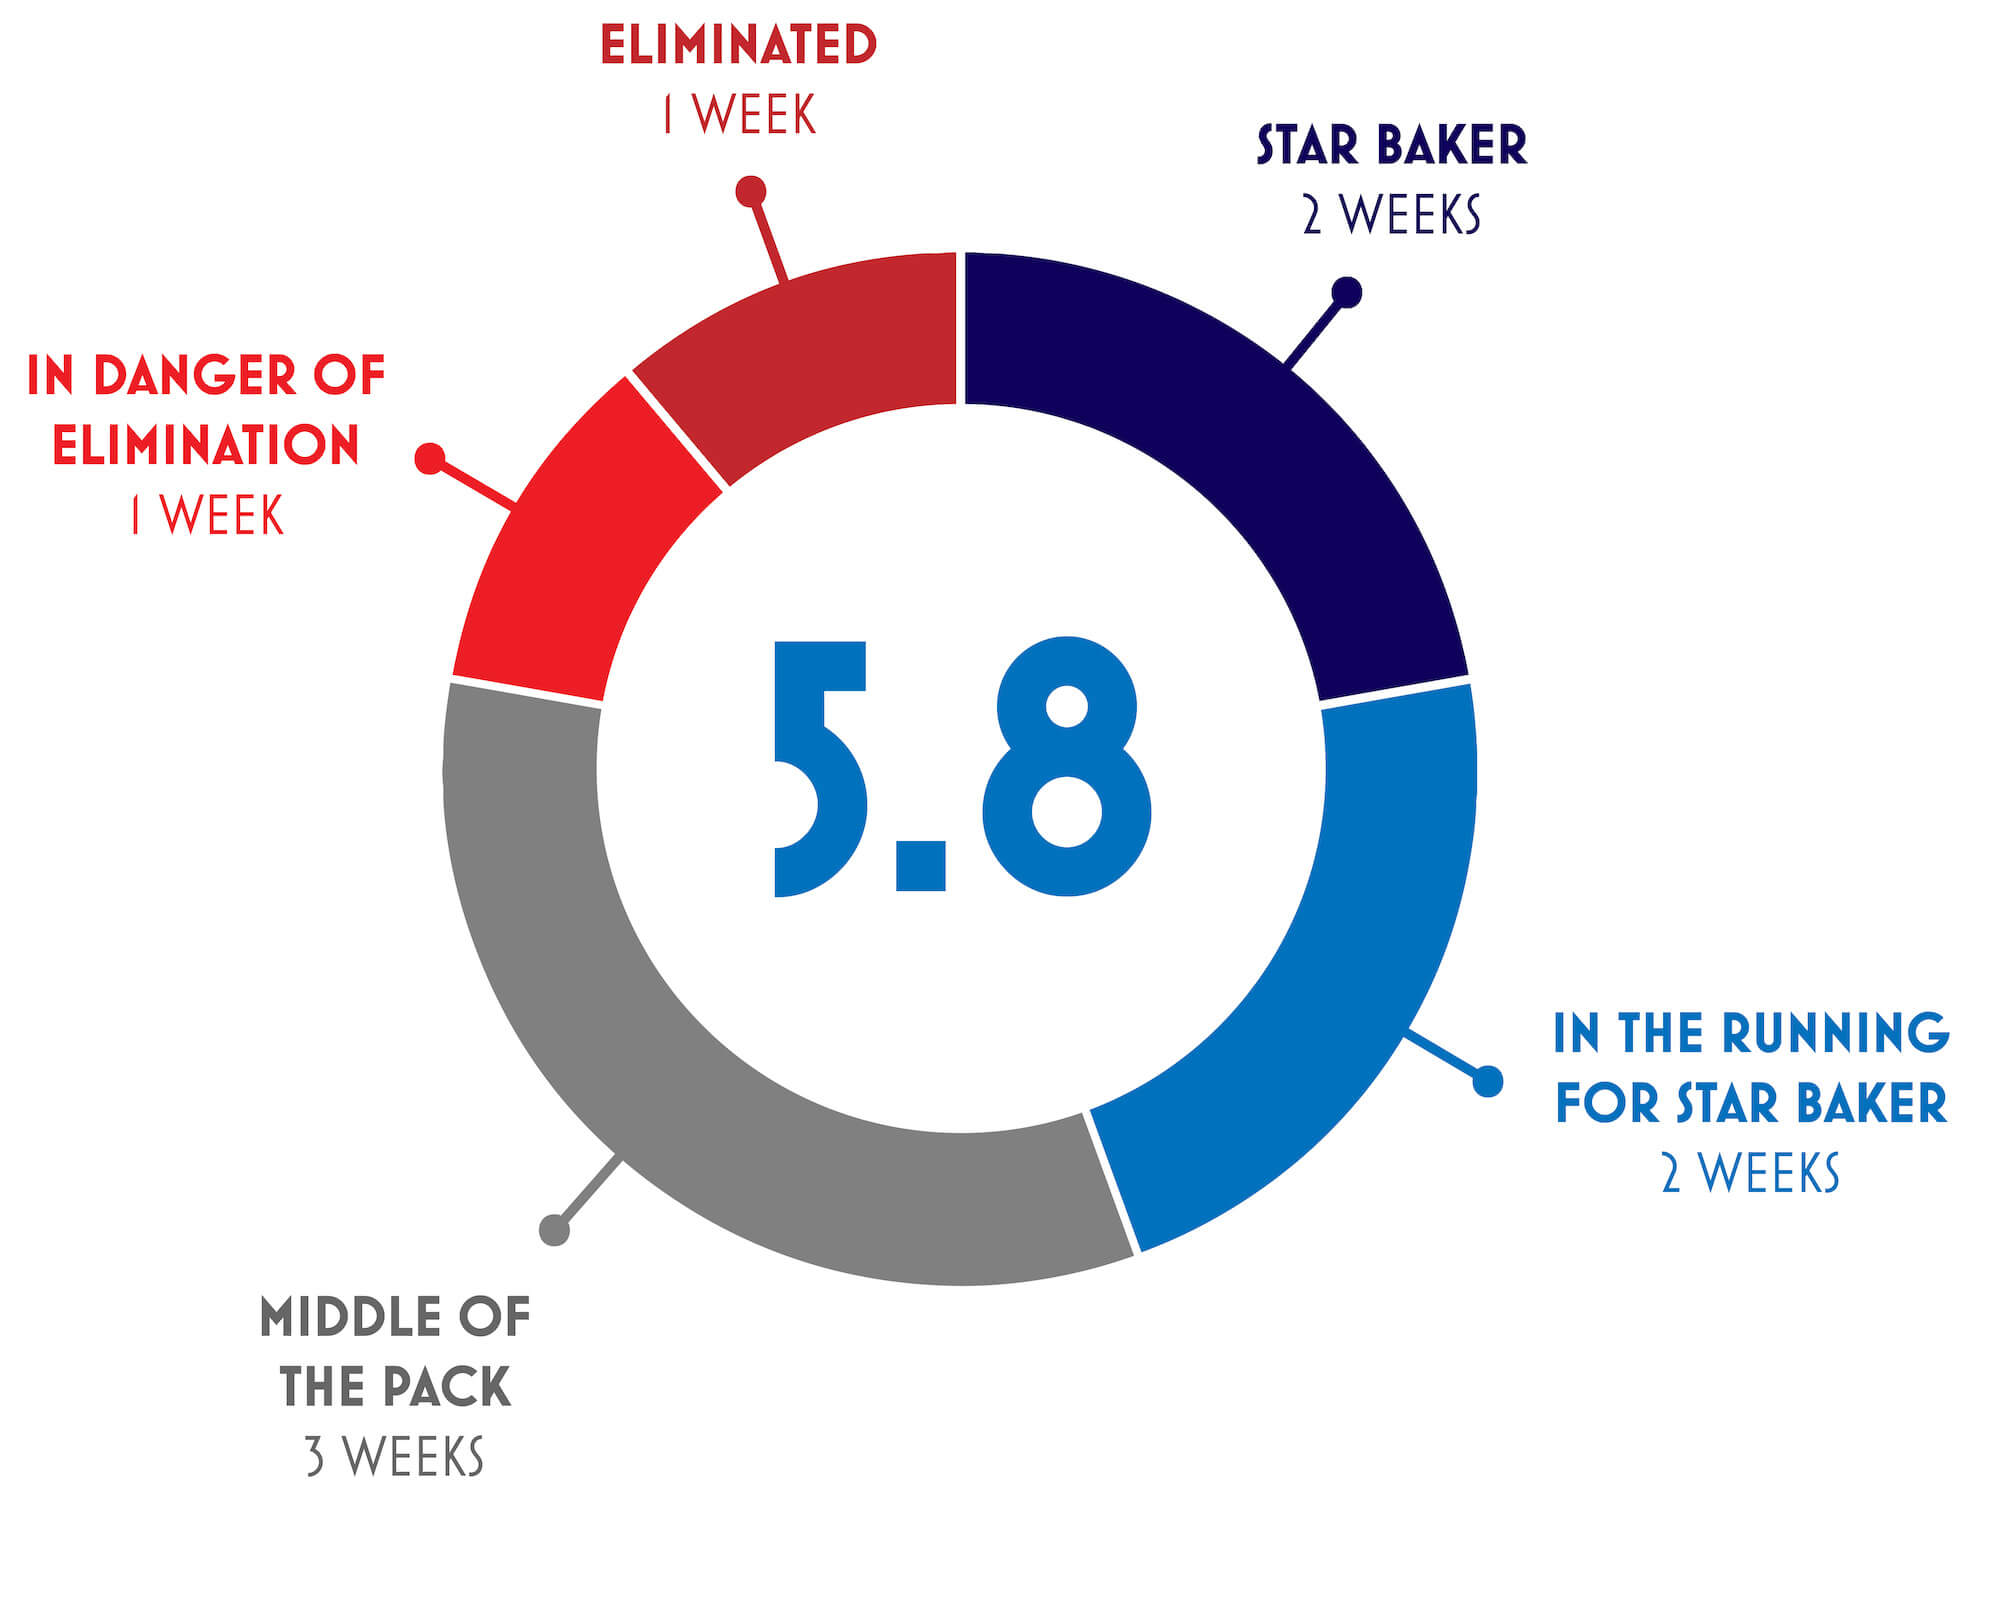 ELIMINATED
1 WEEK
STAR BAKER
2 WEEKS
IN DANGER OF
ELIMINATION
1 WEEK
5.8
IN THE RUNNING
FOR STAR BAKER
2 WEEKS
MIDDLE OF
THE PACK
3 WEEKS